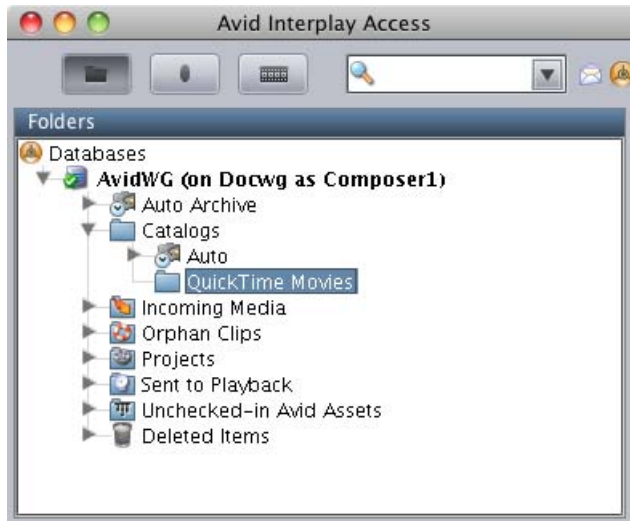 Avid Interplay Access
Folders
Databases
AvidWG (on Docwg as Composer1)
Auto Archive
Catalogs
Auto
QuickTime Movies
Incoming Media
Orphan Clips
Projects
Sent to Playback
Unchecked-in Avid Assets
Deleted Items